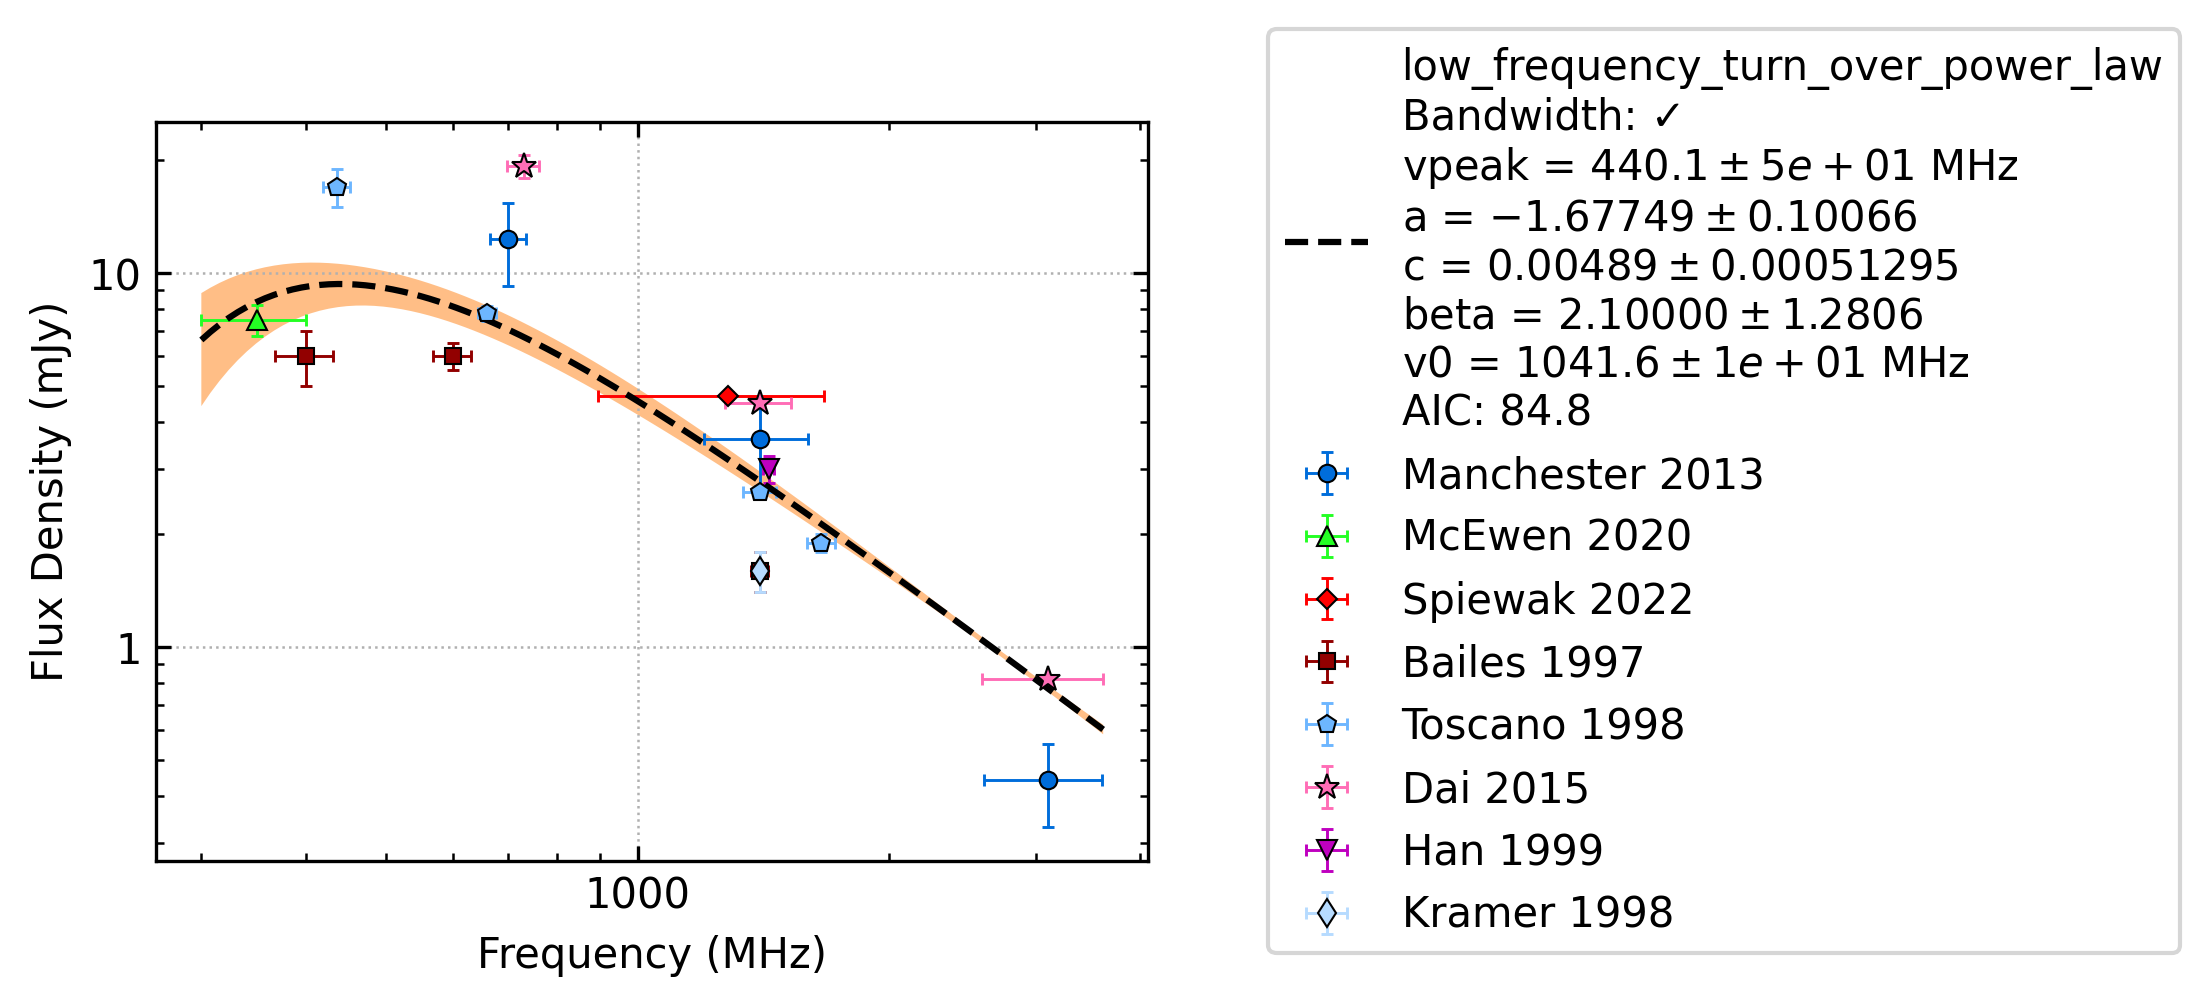 low_frequency_turn_over_power_law
Bandwidth: ✓
vpeak = 440.1 ± 5e + 01 MHz
a = −1.67749 ± 0.10066
c = 0.00489 ± 0.00051295
beta = 2.10000 ± 1.2806
v0 = 1041.6 ± 1e + 01 MHz
AIC: 84.8
Manchester 2013
McEwen 2020
Spiewak 2022
Bailes 1997
Toscano 1998
Dai 2015
Han 1999
Kramer 1998
10
1
Flux Density (mJy)
1000
Frequency (MHz)